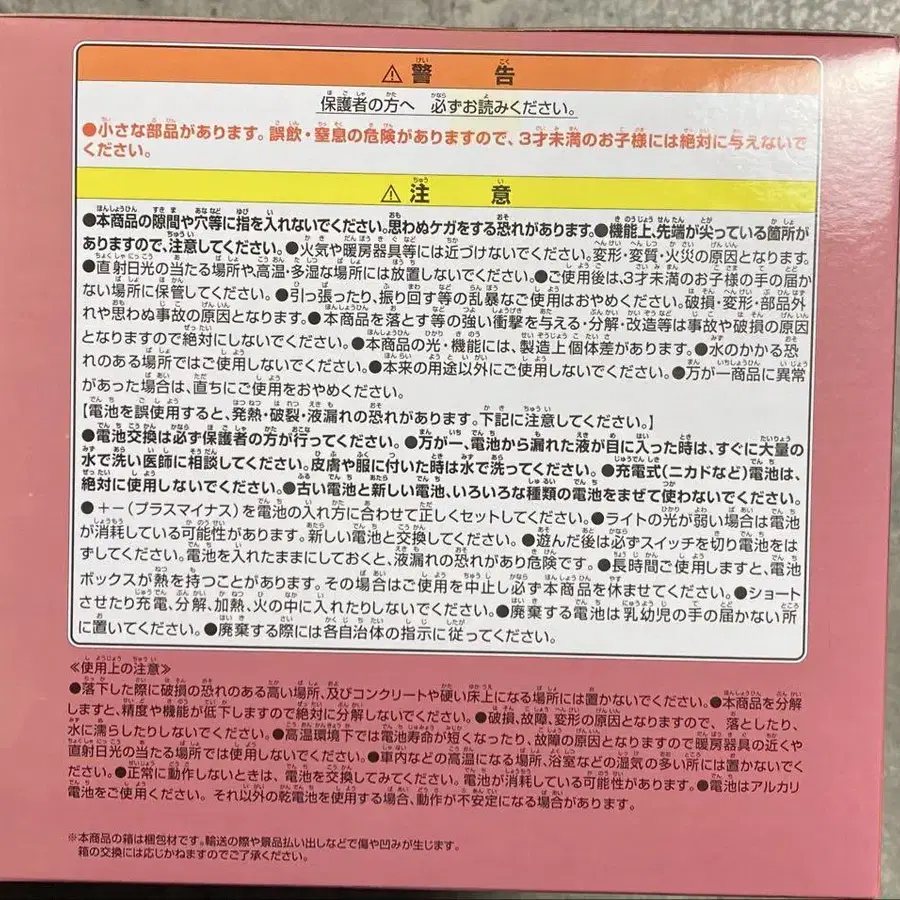 ⚠警告
保護者の方へ 必ずお読みください。
●小さな部品があります。誤飲・窒息の危険がありますので、3才未満のお子様には絶対に与えないで
ください。
⚠注意
●本商品の隙間や穴等に指を入れないでください。思わぬケガをする恐れがあります。●機能上、先端が尖っている箇所が
ありますので、注意してください。●火気や暖房器具等には近づけないでください。変形・変質・火災の原因となります。
●直射日光の当たる場所や、高温・多湿な場所には放置しないでください。●ご使用後は、3才未満のお子様の手の届か
ない場所に保管してください。●引っ張ったり、振り回す等の乱暴なご使用はおやめください。破損・変形・部品外
れや思わぬ事故の原因となります。●本商品を落とす等の強い衝撃を与える・分解・改造等は事故や破損の原因
となりますので絶対にしないでください。●本商品の光・機能には、製造上個体差があります。●水のかかる恐
れのある場所ではご使用しないでください。●本来の用途以外にご使用しないでください。●万が一商品に異常
があった場合は、直ちにご使用をおやめください。
【電池を誤使用すると、発熱・破裂・液漏れの恐れがあります。下記に注意してください。】
●電池交換は必ず保護者の方が行ってください。●万が一、電池から漏れた液が目に入った時は、すぐに大量の
水で洗い医師に相談してください。皮膚や服に付いた時は水で洗ってください。●充電式(ニカドなど)電池は、
絶対に使用しないでください。●古い電池と新しい電池、いろいろな種類の電池をまぜて使わないでください。
●＋－(プラスマイナス)を電池の入れ方に合わせて正しくセットしてください。●ライトの光が弱い場合は電池
が消耗している可能性があります。新しい電池と交換してください。●遊んだ後は必ずスイッチを切り電池をは
ずしてください。電池を入れたままにしておくと、液漏れの恐れがあり危険です。●長時間ご使用しますと、電池
ボックスが熱を持つことがあります。その場合はご使用を中止し必ず本商品を休ませてください。●ショート
させたり充電、分解、加熱、火の中に入れたりしないでください。●廃棄する電池は乳幼児の手の届かない所
に置いてください。●廃棄する際には各自治体の指示に従ってください。
≪使用上の注意≫
●落下した際に破損の恐れのある高い場所、及びコンクリートや硬い床上になる場所には置かないでください。●本商品を分解
しますと、精度や機能が低下しますので絶対に分解しないでください。●破損、故障、変形の原因となりますので、落としたり、
水に濡らしたりしないでください。●高温環境下では電池寿命が短くなったり、故障の原因となりますので暖房器具の近くや
直射日光の当たる場所では使用しないでください。●車内などの高温になる場所、浴室などの湿気の多い所には置かないでくだ
さい。●正常に動作しないときは、電池を交換してみてください。電池が消耗している可能性があります。●電池はアルカリ
電池をご使用ください。それ以外の乾電池を使用する場合、動作が不安定になる場合があります。
※本商品の箱は梱包材です。輸送の際や景品払い出しなどで傷や凹みが生じます。
箱の交換には応じかねますのでご了承ください。